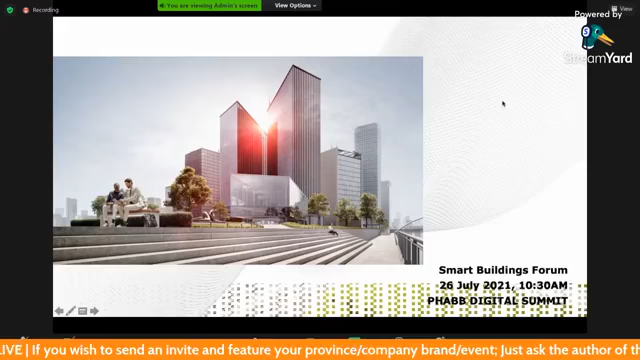 Recording
You are viewing Admin's screen
View Options
View
Powered by
StreamYard
Smart Buildings Forum
26 July 2021, 10:30AM
PHABB DIGITAL SUMMIT
LIVE | If you wish to send an invite and feature your province/company brand/event; Just ask the author of th